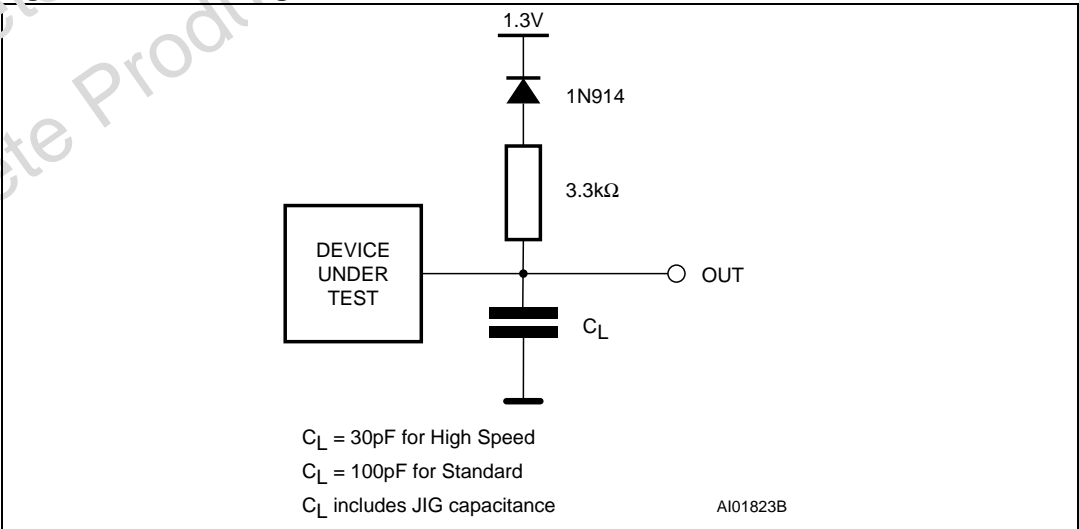 1.3V
1N914
3.3kΩ
DEVICE
UNDER
TEST
OUT
CL
CL = 30pF for High Speed
CL = 100pF for Standard
CL includes JIG capacitance
AI01823B